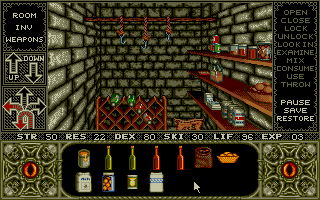 ROOM
INV
WEAPONS
UP
DOWN
OPEN
CLOSE
LOCK
UNLOCK
LOOK IN
EXAMINE
MIX
CONSUME
USE
THROW
PAUSE
SAVE
RESTORE
STR 50 RES 22 DEX 80 SKI 30 LIF 96 EXP 03